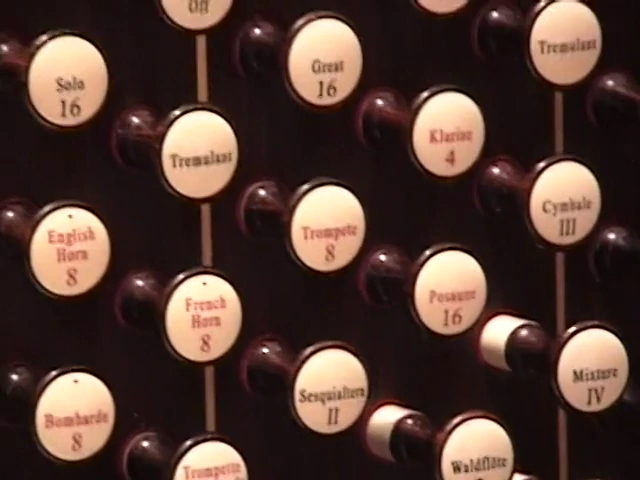 Off
Solo
16
Great
16
Tremulant
Tremulant
Klarine
4
English
Horn
8
Trompete
8
Cymbale
III
French
Horn
8
Posaune
16
Bombarde
8
Sesquialtera
II
Mixture
IV
Trompette
Waldflöte